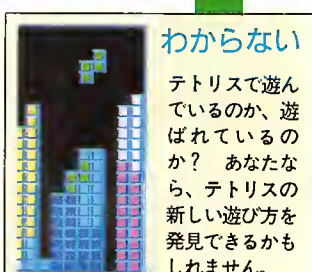 わからない
テトリスで遊ん
でいるのか、遊
ばれているの
か？　あなたな
ら、テトリスの
新しい遊び方を
発見できるかも
しれません。